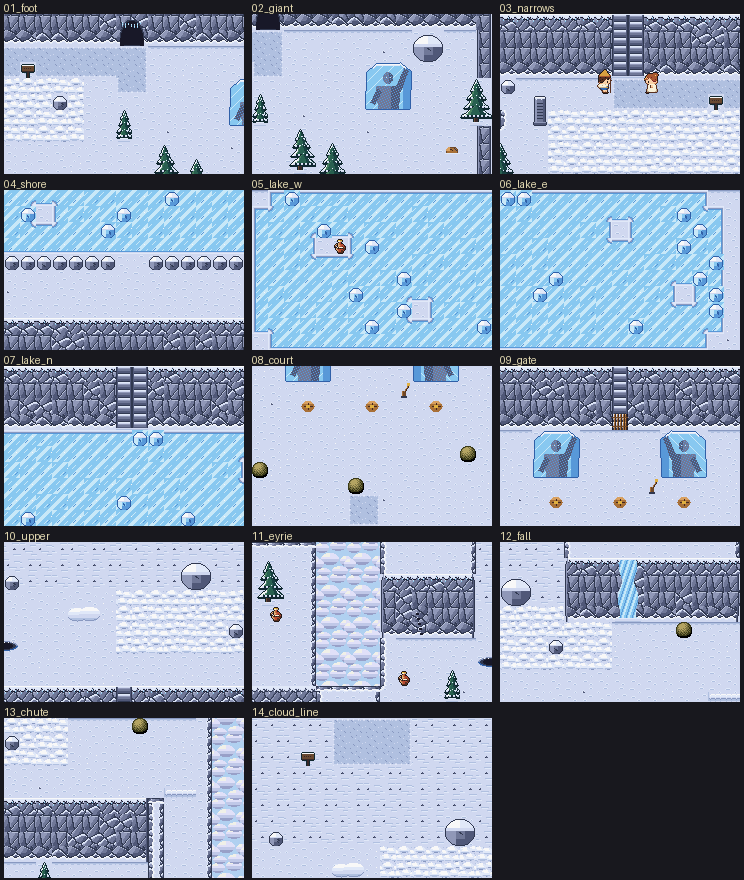 01_foot
02_giant
03_narrows
04_shore
05_lake_w
06_lake_e
07_lake_n
08_court
09_gate
10_upper
11_eyrie
12_fall
13_chute
14_cloud_line